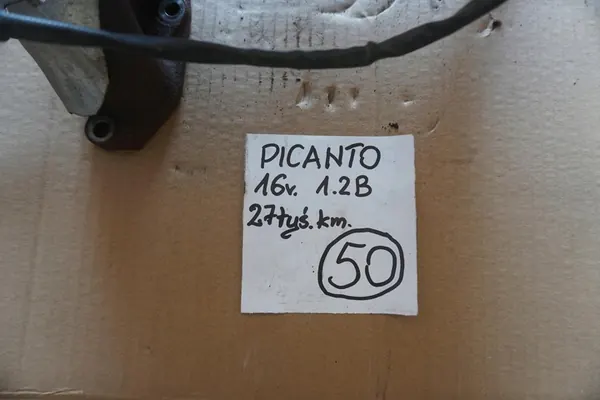 PICANTO
16v. 1.2B
27tyś. km.
50